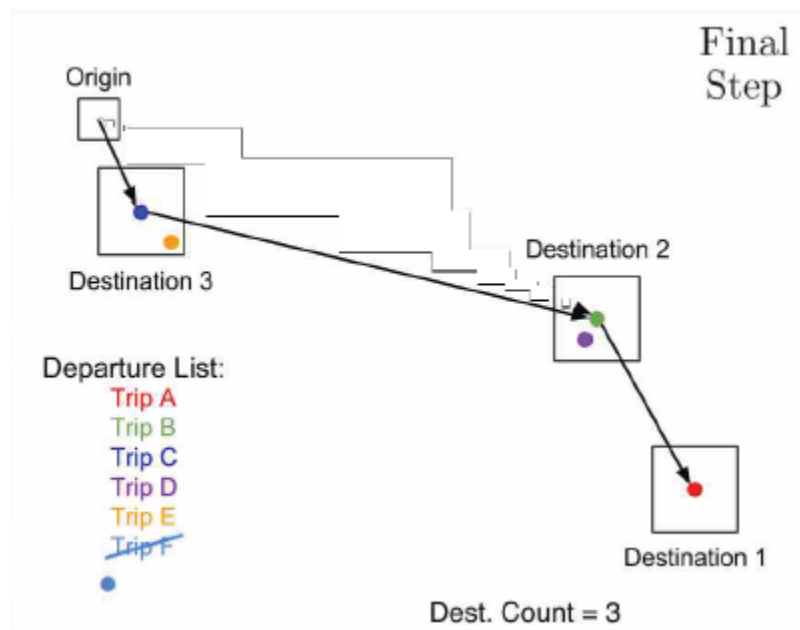 Final
Step
Origin
Destination 3
Destination 2
Departure List:
Trip A
Trip B
Trip C
Trip D
Trip E
Trip F
Destination 1
Dest. Count = 3